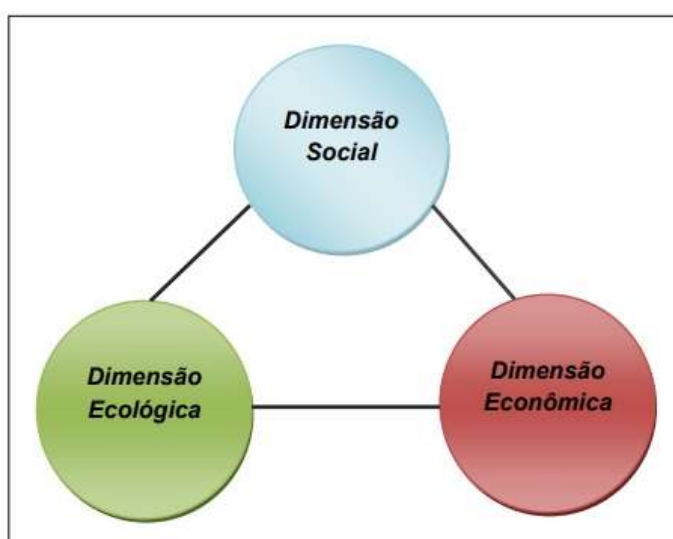 Dimensão
Social
Dimensão
Ecológica
Dimensão
Econômica